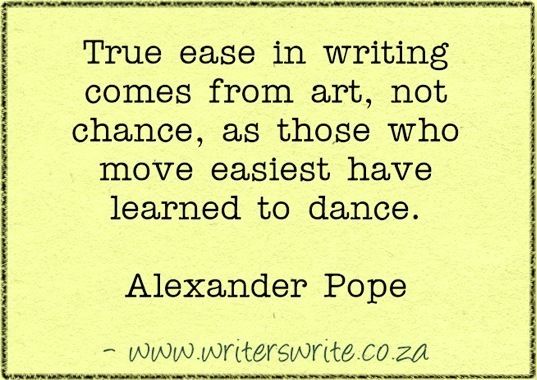 True ease in writing
comes from art, not
chance, as those who
move easiest have
learned to dance.
Alexander Pope
- www.writerswrite.co.za